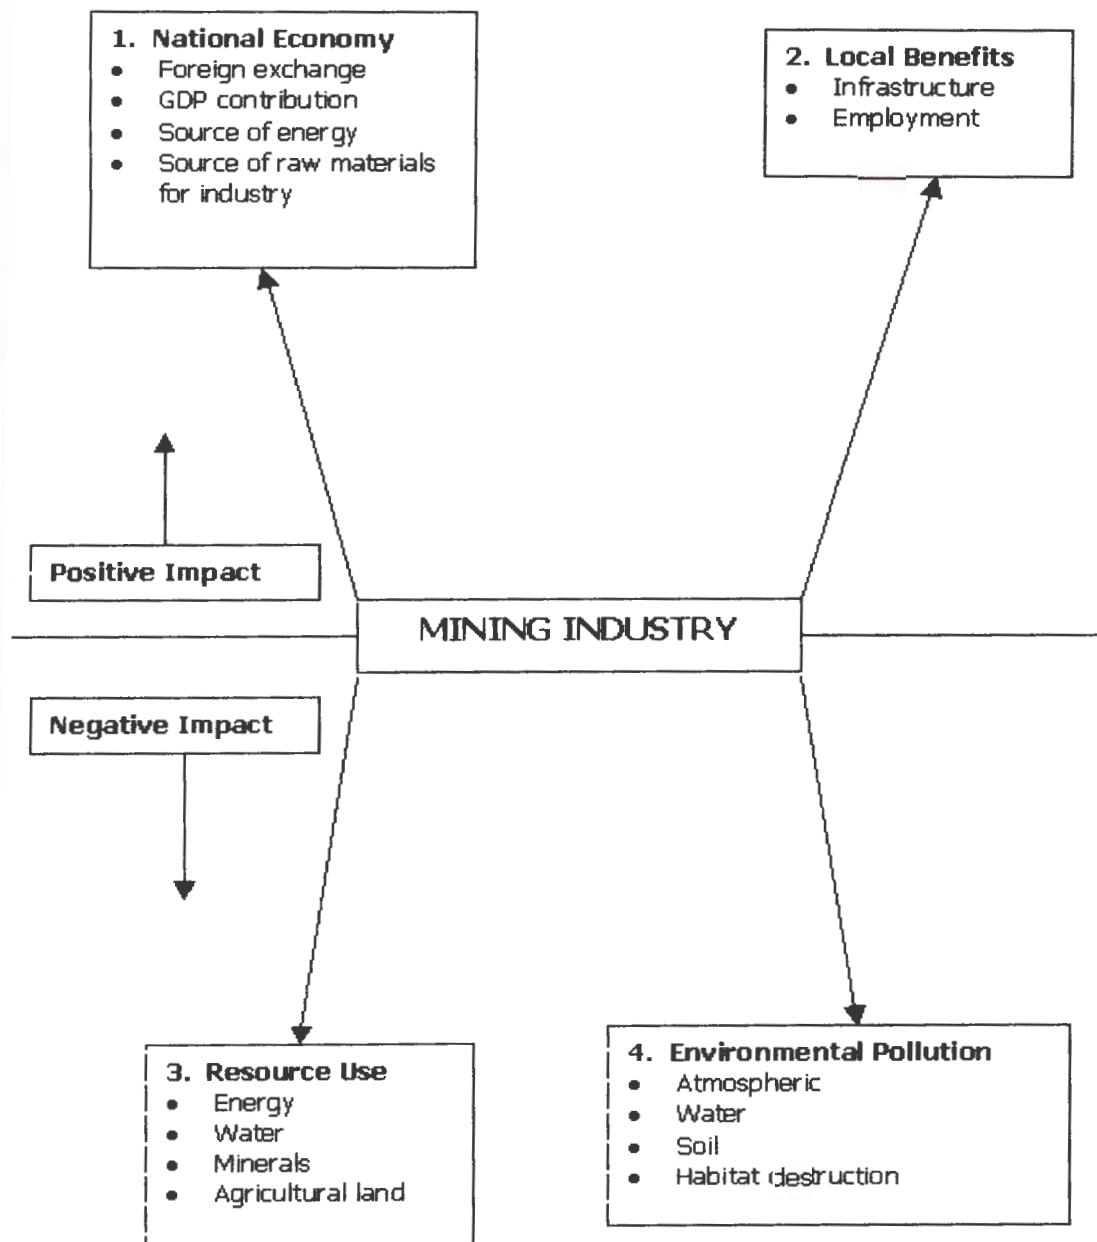 1. National Economy
• Foreign exchange
• GDP contribution
• Source of energy
• Source of raw materials
for industry
2. Local Benefits
• Infrastructure
• Employment
Positive Impact
MINING INDUSTRY
Negative Impact
3. Resource Use
• Energy
• Water
• Minerals
• Agricultural land
4. Environmental Pollution
• Atmospheric
• Water
• Soil
• Habitat destruction